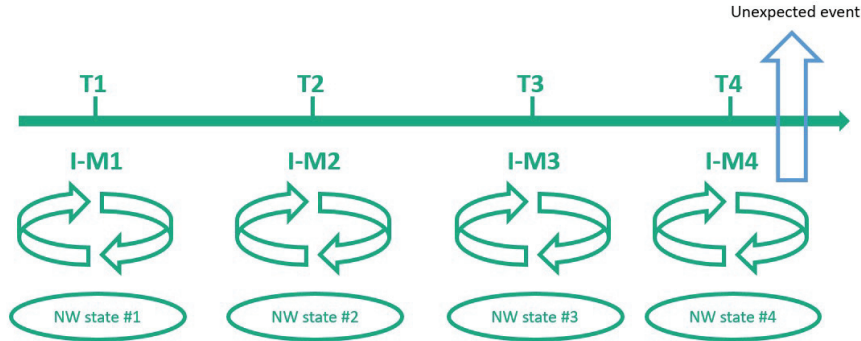 Unexpected event
T1
T2
T3
T4
I-M1
I-M2
I-M3
I-M4
NW state #1
NW state #2
NW state #3
NW state #4